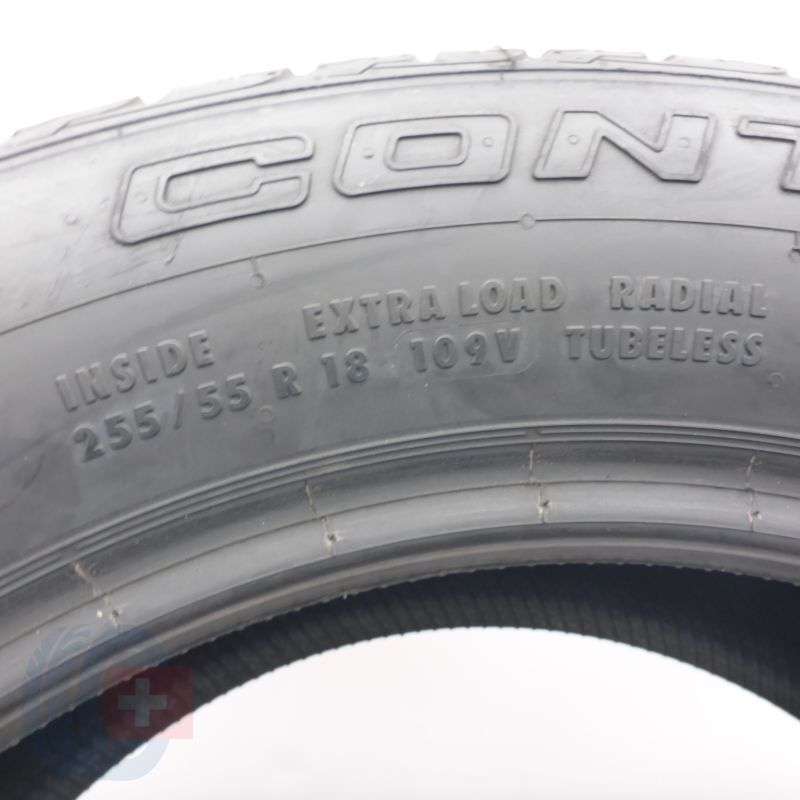 CONT
INSIDE EXTRA LOAD RADIAL
255/55 R 18 109V TUBELESS